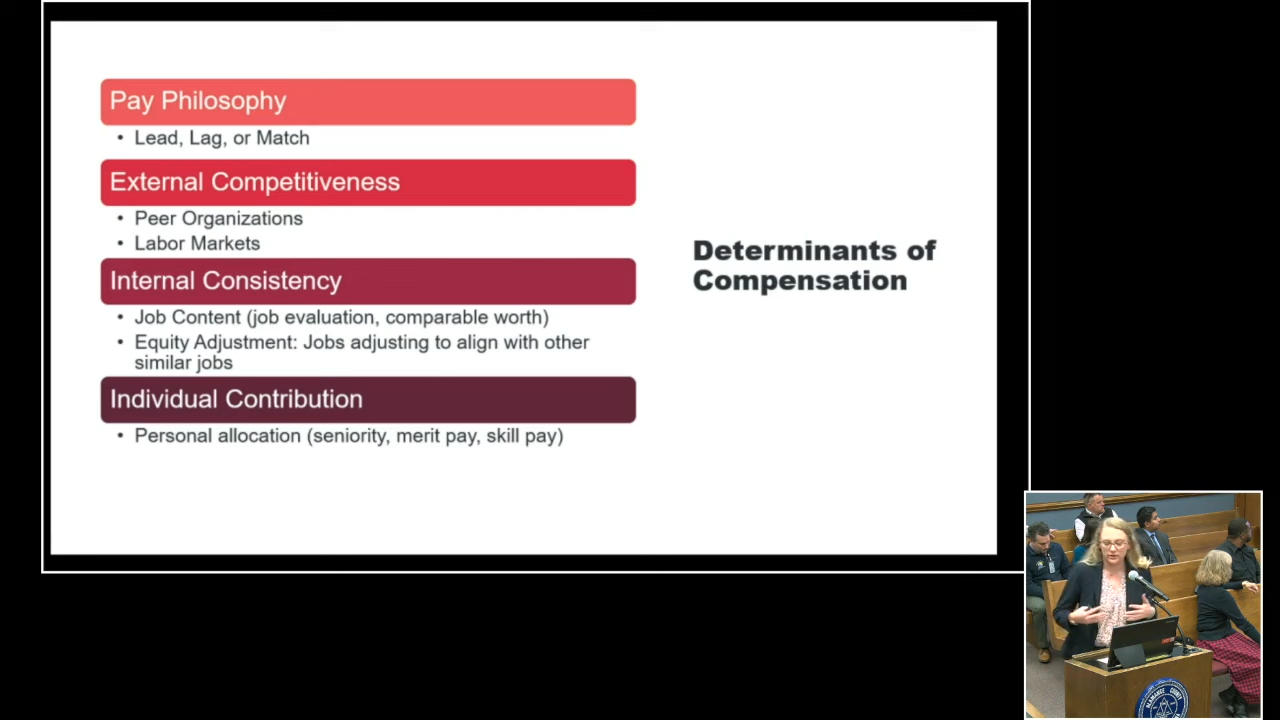 Pay Philosophy
• Lead, Lag, or Match
External Competitiveness
• Peer Organizations
• Labor Markets
Internal Consistency
• Job Content (job evaluation, comparable worth)
• Equity Adjustment: Jobs adjusting to align with other
similar jobs
Individual Contribution
• Personal allocation (seniority, merit pay, skill pay)
Determinants of
Compensation
COUNTY